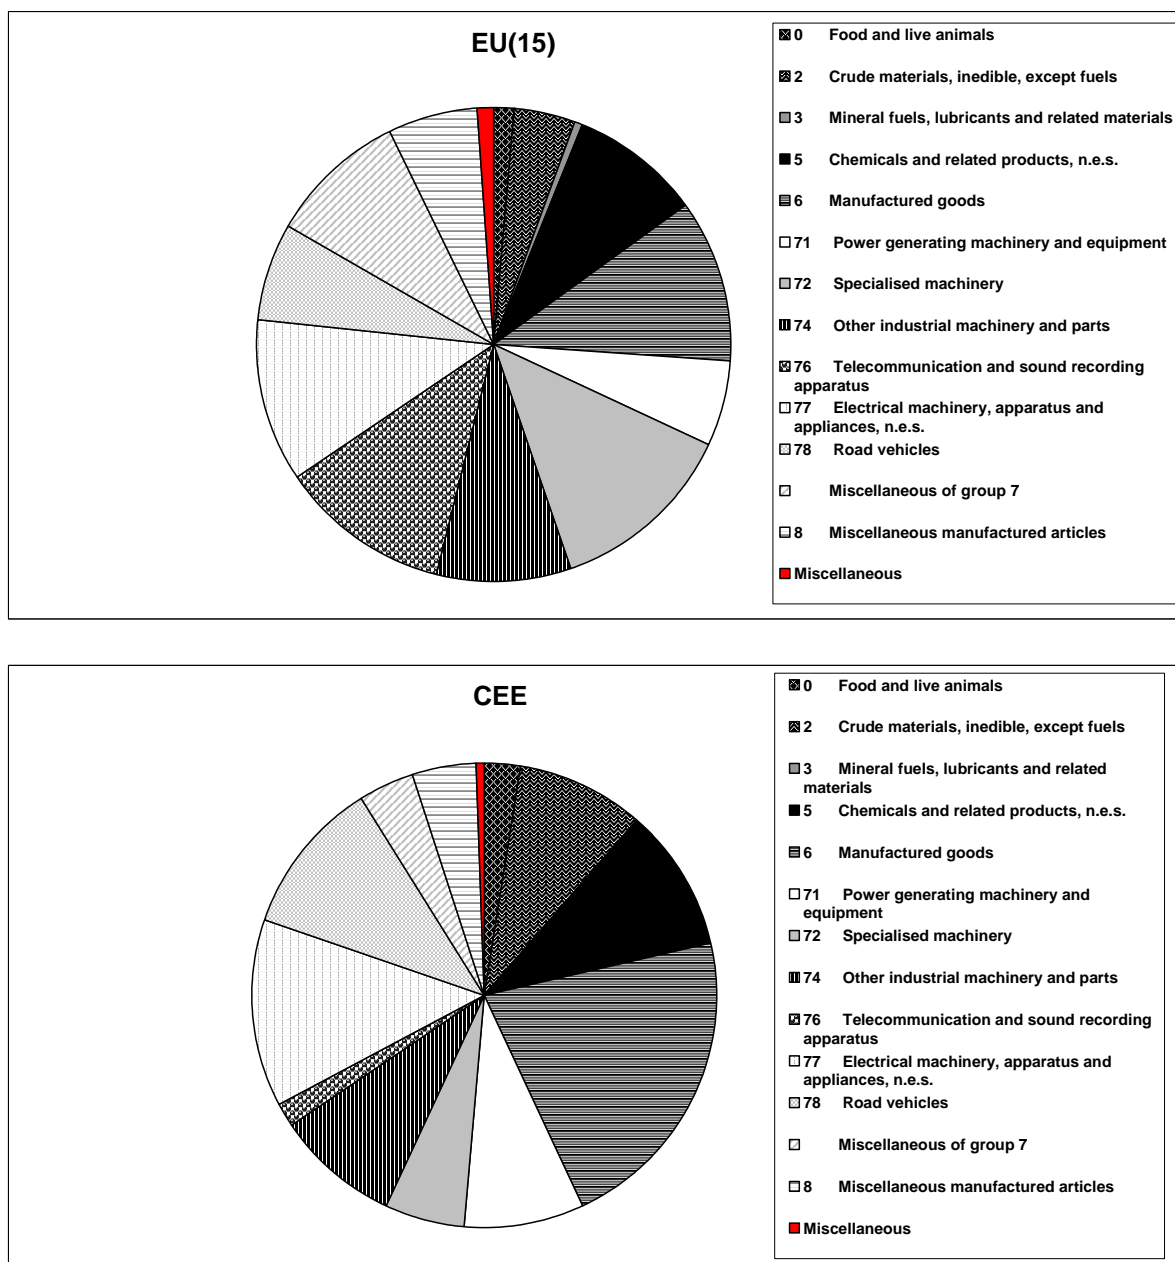 EU(15)
0 Food and live animals
2 Crude materials, inedible, except fuels
3 Mineral fuels, lubricants and related materials
5 Chemicals and related products, n.e.s.
6 Manufactured goods
71 Power generating machinery and equipment
72 Specialised machinery
74 Other industrial machinery and parts
76 Telecommunication and sound recording
apparatus
77 Electrical machinery, apparatus and
appliances, n.e.s.
78 Road vehicles
Miscellaneous of group 7
8 Miscellaneous manufactured articles
Miscellaneous
CEE
0 Food and live animals
2 Crude materials, inedible, except fuels
3 Mineral fuels, lubricants and related
materials
5 Chemicals and related products, n.e.s.
6 Manufactured goods
71 Power generating machinery and
equipment
72 Specialised machinery
74 Other industrial machinery and parts
76 Telecommunication and sound recording
apparatus
77 Electrical machinery, apparatus and
appliances, n.e.s.
78 Road vehicles
Miscellaneous of group 7
8 Miscellaneous manufactured articles
Miscellaneous